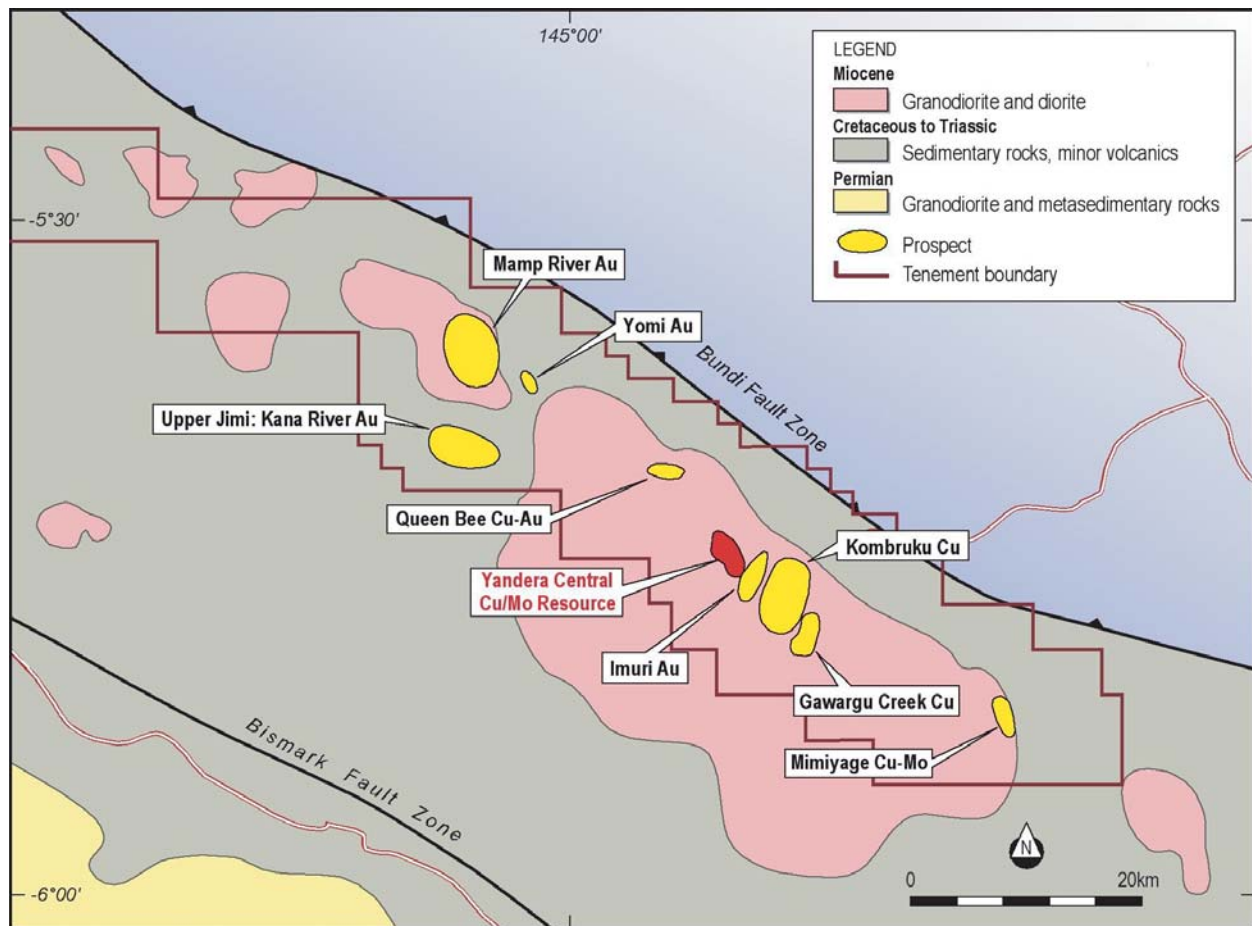 145°00'
LEGEND
Miocene
Granodiorite and diorite
Cretaceous to Triassic
Sedimentary rocks, minor volcanics
Permian
Granodiorite and metasedimentary rocks
Prospect
Tenement boundary
-5°30'
Mamp River Au
Yomi Au
Bundi Fault Zone
Upper Jimi: Kana River Au
Queen Bee Cu-Au
Kombruku Cu
Yandera Central
Cu/Mo Resource
Imuri Au
Gawargu Creek Cu
Mimiyage Cu-Mo
Bismark Fault Zone
N
0 20km
-6°00'